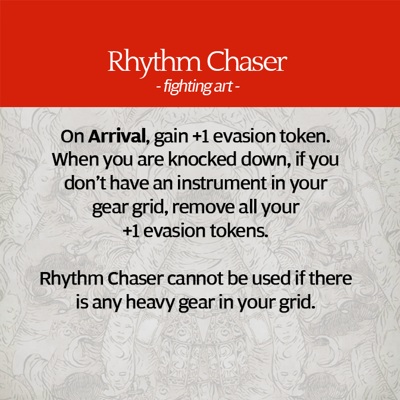 Rhythm Chaser
- fighting art -
On Arrival, gain +1 evasion token.
When you are knocked down, if you
don't have an instrument in your
gear grid, remove all your
+1 evasion tokens.
Rhythm Chaser cannot be used if there
is any heavy gear in your grid.